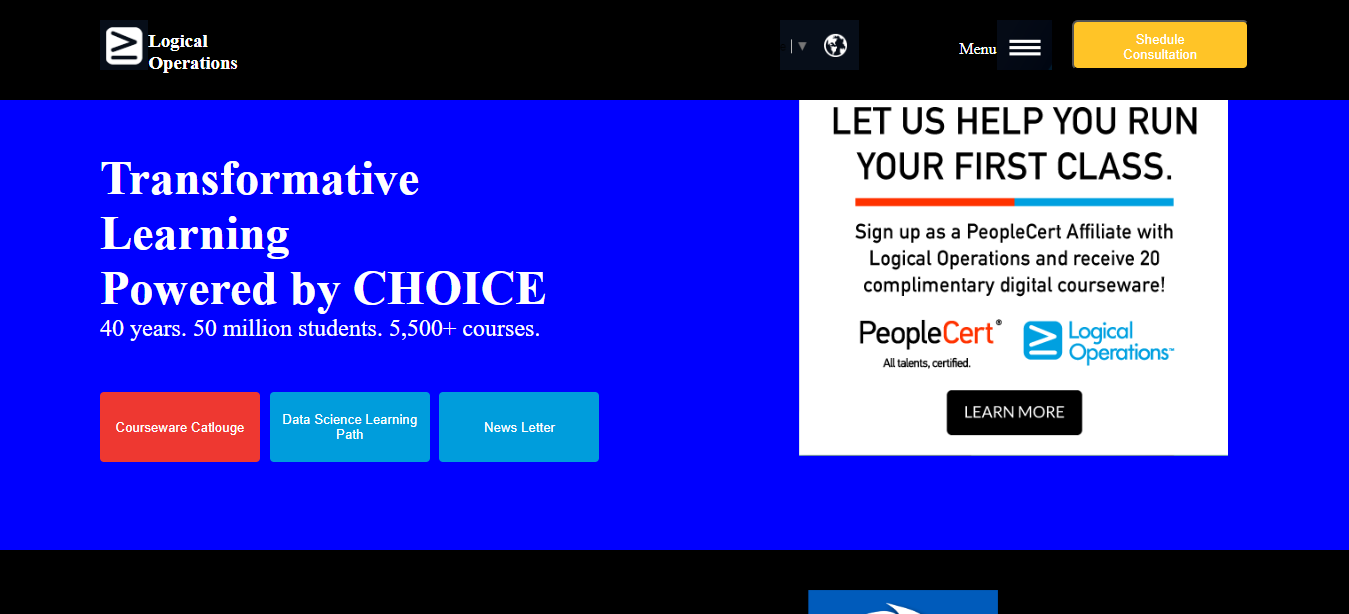 Logical
Operations
Menu
Shedule
Consultation
Transformative
Learning
Powered by CHOICE
40 years. 50 million students. 5,500+ courses.
Courseware Catlouge
Data Science Learning
Path
News Letter
LET US HELP YOU RUN
YOUR FIRST CLASS.
Sign up as a PeopleCert Affiliate with
Logical Operations and receive 20
complimentary digital courseware!
PeopleCert®
All talents, certified.
Logical
Operations™
LEARN MORE